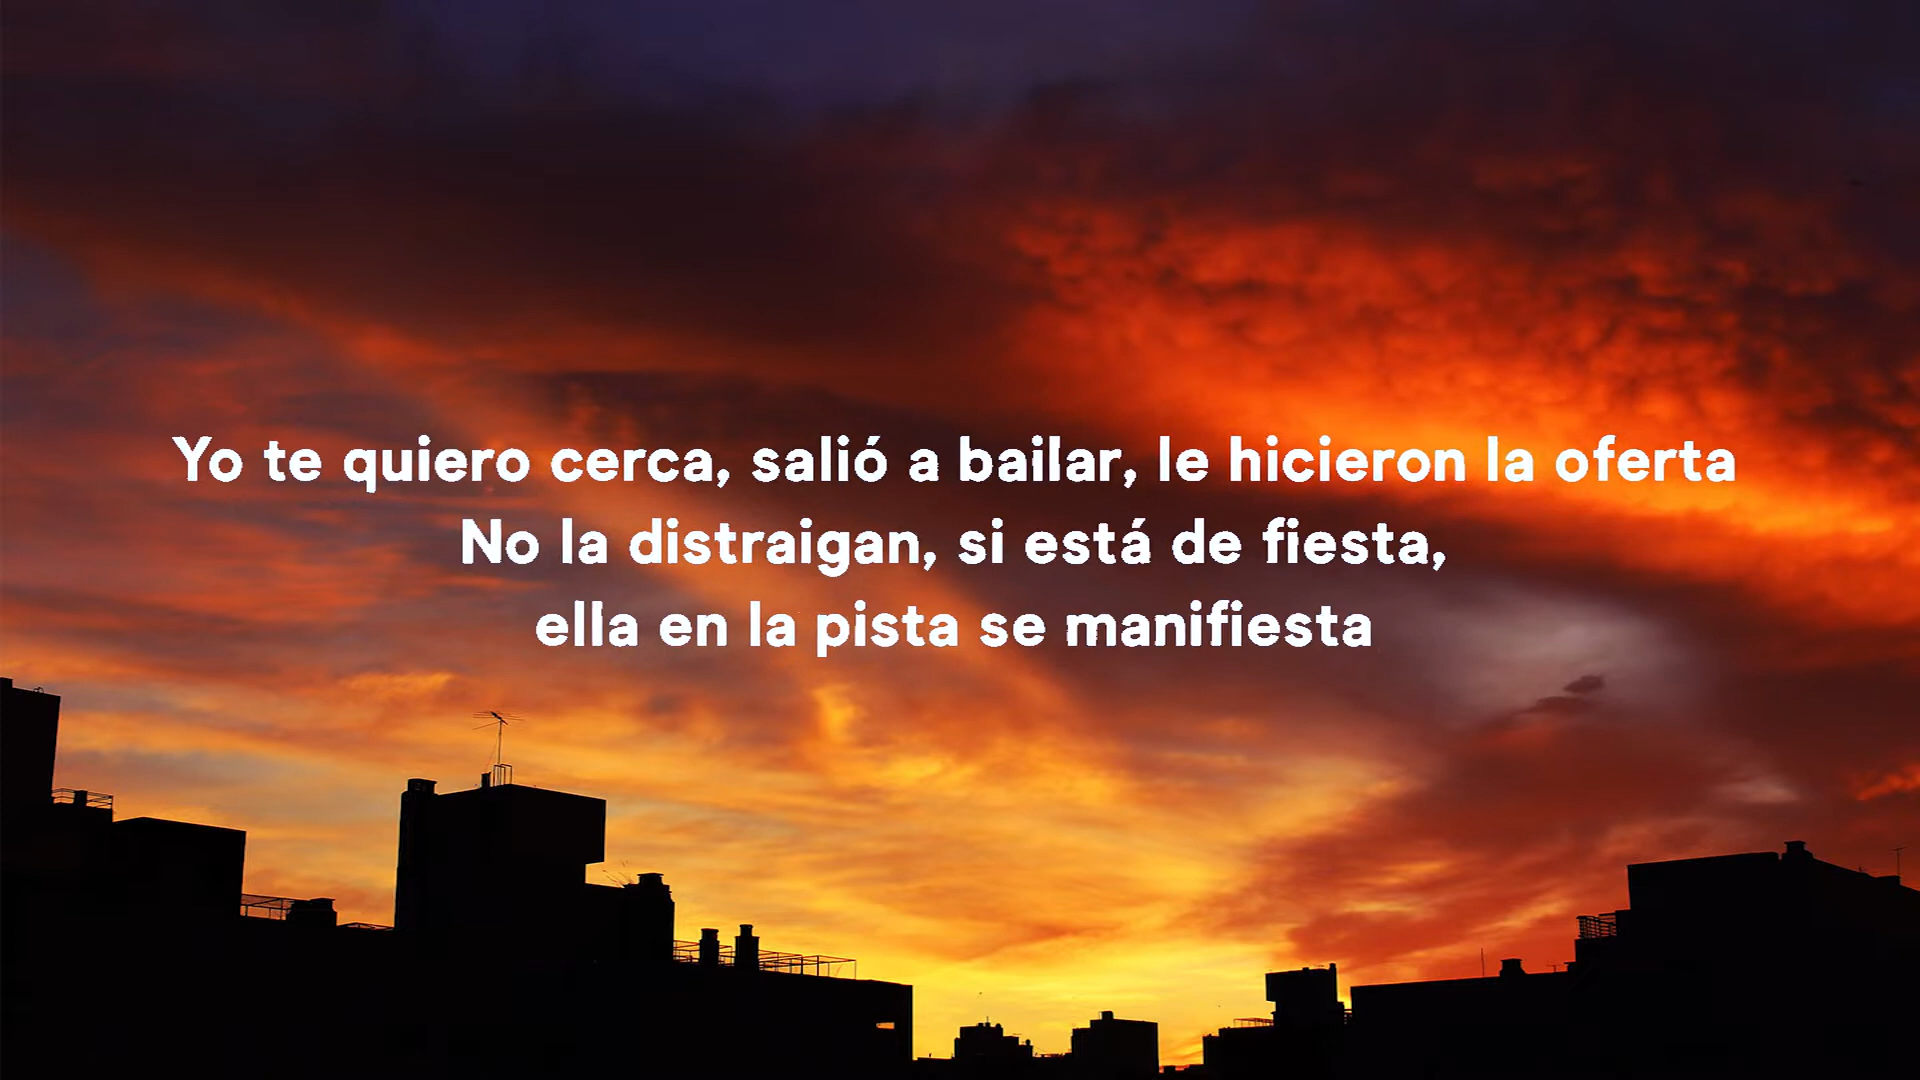 Yo te quiero cerca, salió a bailar, le hicieron la oferta
No la distraigan, si está de fiesta,
ella en la pista se manifiesta